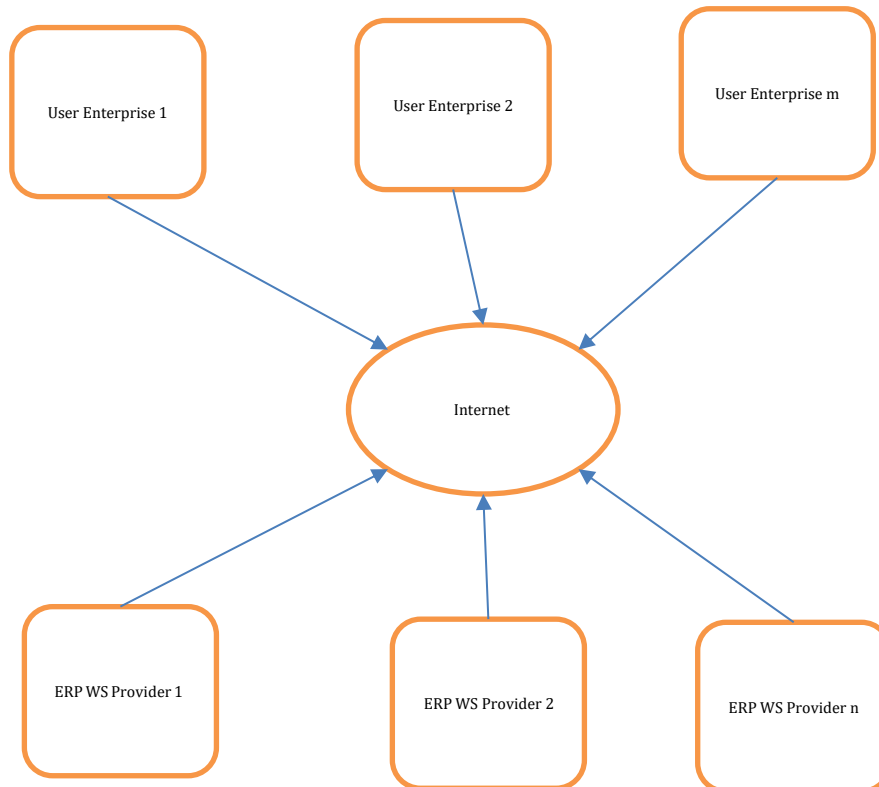 User Enterprise 1
User Enterprise 2
User Enterprise m
Internet
ERP WS Provider 1
ERP WS Provider 2
ERP WS Provider n